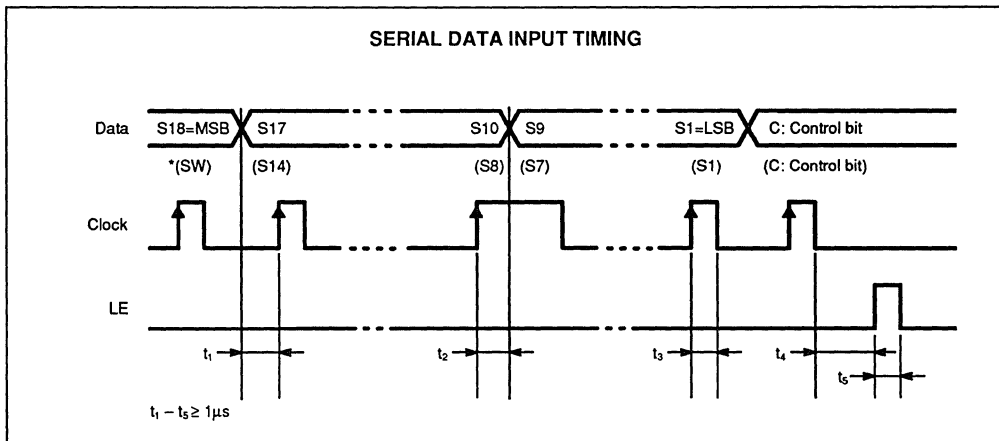 SERIAL DATA INPUT TIMING
Data S18=MSB S17 S10 S9 S1=LSB C: Control bit
*(SW) (S14) (S8) (S7) (S1) (C: Control bit)
Clock
LE
t₁ t₂ t₃ t₄
t₅
t₁ – t₅ ≥ 1μs